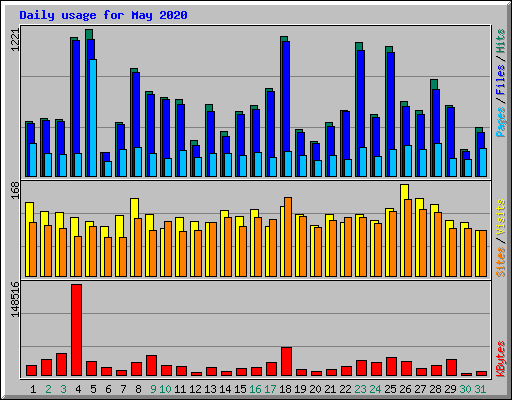 Daily usage for May 2020
1221
Pages/Files/Hits
168
Sites/Visits
148516
KBytes
1 2 3 4 5 6 7 8 9 10 11 12 13 14 15 16 17 18 19 20 21 22 23 24 25 26 27 28 29 30 31